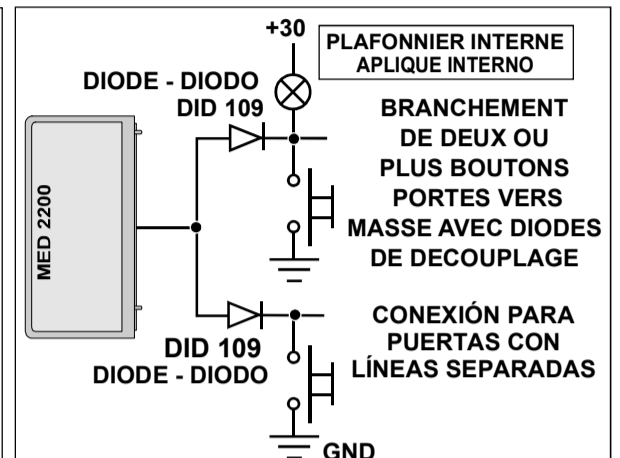 +30
PLAFONNIER INTERNE
APLIQUE INTERNO
DIODE - DIODO
DID 109
BRANCHEMENT
DE DEUX OU
PLUS BOUTONS
PORTES VERS
MASSE AVEC DIODES
DE DECOUPLAGE
MED 2200
CONEXIÓN PARA
PUERTAS CON
LÍNEAS SEPARADAS
DID 109
DIODE - DIODO
GND